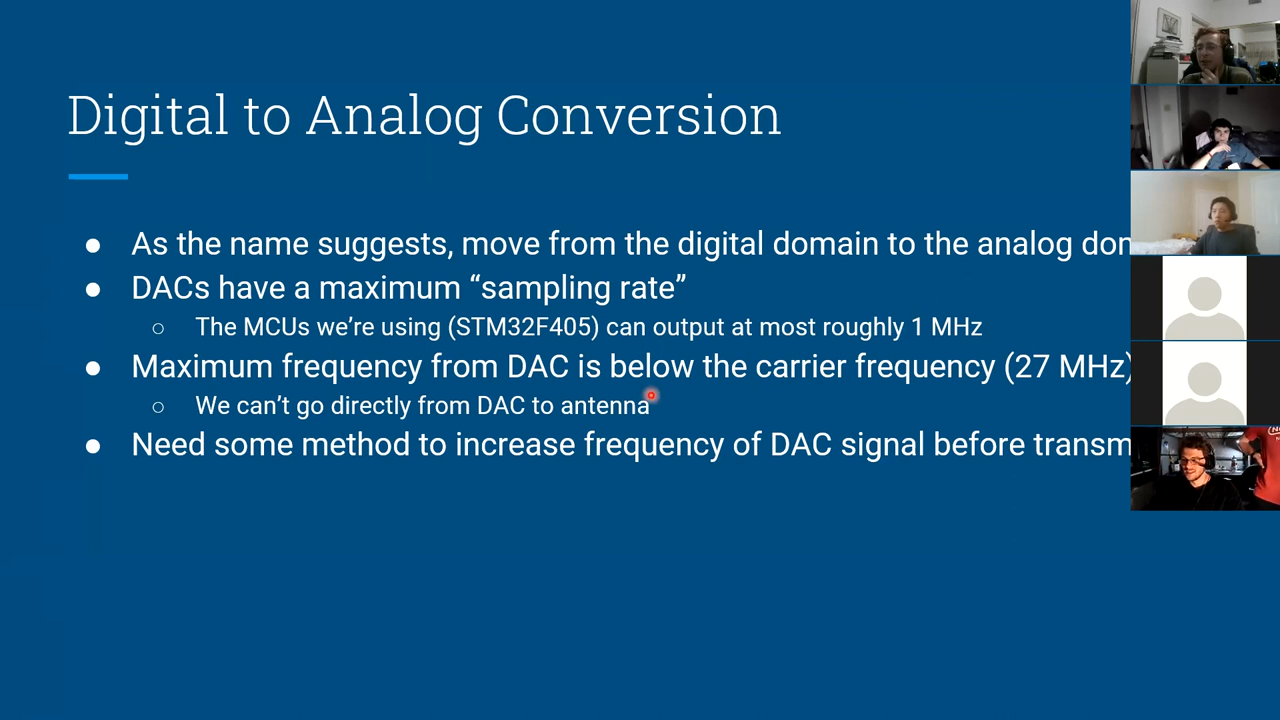 Digital to Analog Conversion
● As the name suggests, move from the digital domain to the analog
● DACs have a maximum “sampling rate”
○ The MCUs we’re using (STM32F405) can output at most roughly 1 MHz
● Maximum frequency from DAC is below the carrier frequency (27 MHz)
○ We can’t go directly from DAC to antenna
● Need some method to increase frequency of DAC signal before